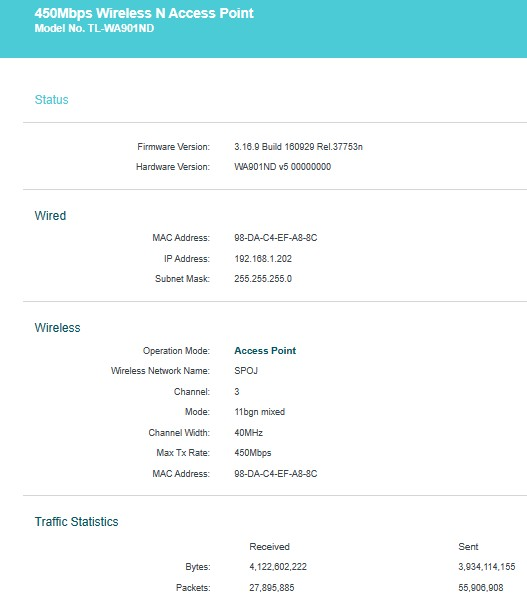 450Mbps Wireless N Access Point
Model No. TL-WA901ND
Status
Firmware Version: 3.16.9 Build 160929 Rel.37753n
Hardware Version: WA901ND v5 00000000
Wired
MAC Address: 98-DA-C4-EF-A8-8C
IP Address: 192.168.1.202
Subnet Mask: 255.255.255.0
Wireless
Operation Mode: Access Point
Wireless Network Name: SPOJ
Channel: 3
Mode: 11bgn mixed
Channel Width: 40MHz
Max Tx Rate: 450Mbps
MAC Address: 98-DA-C4-EF-A8-8C
Traffic Statistics
Received Sent
Bytes: 4,122,602,222 3,934,114,155
Packets: 27,895,885 55,906,908